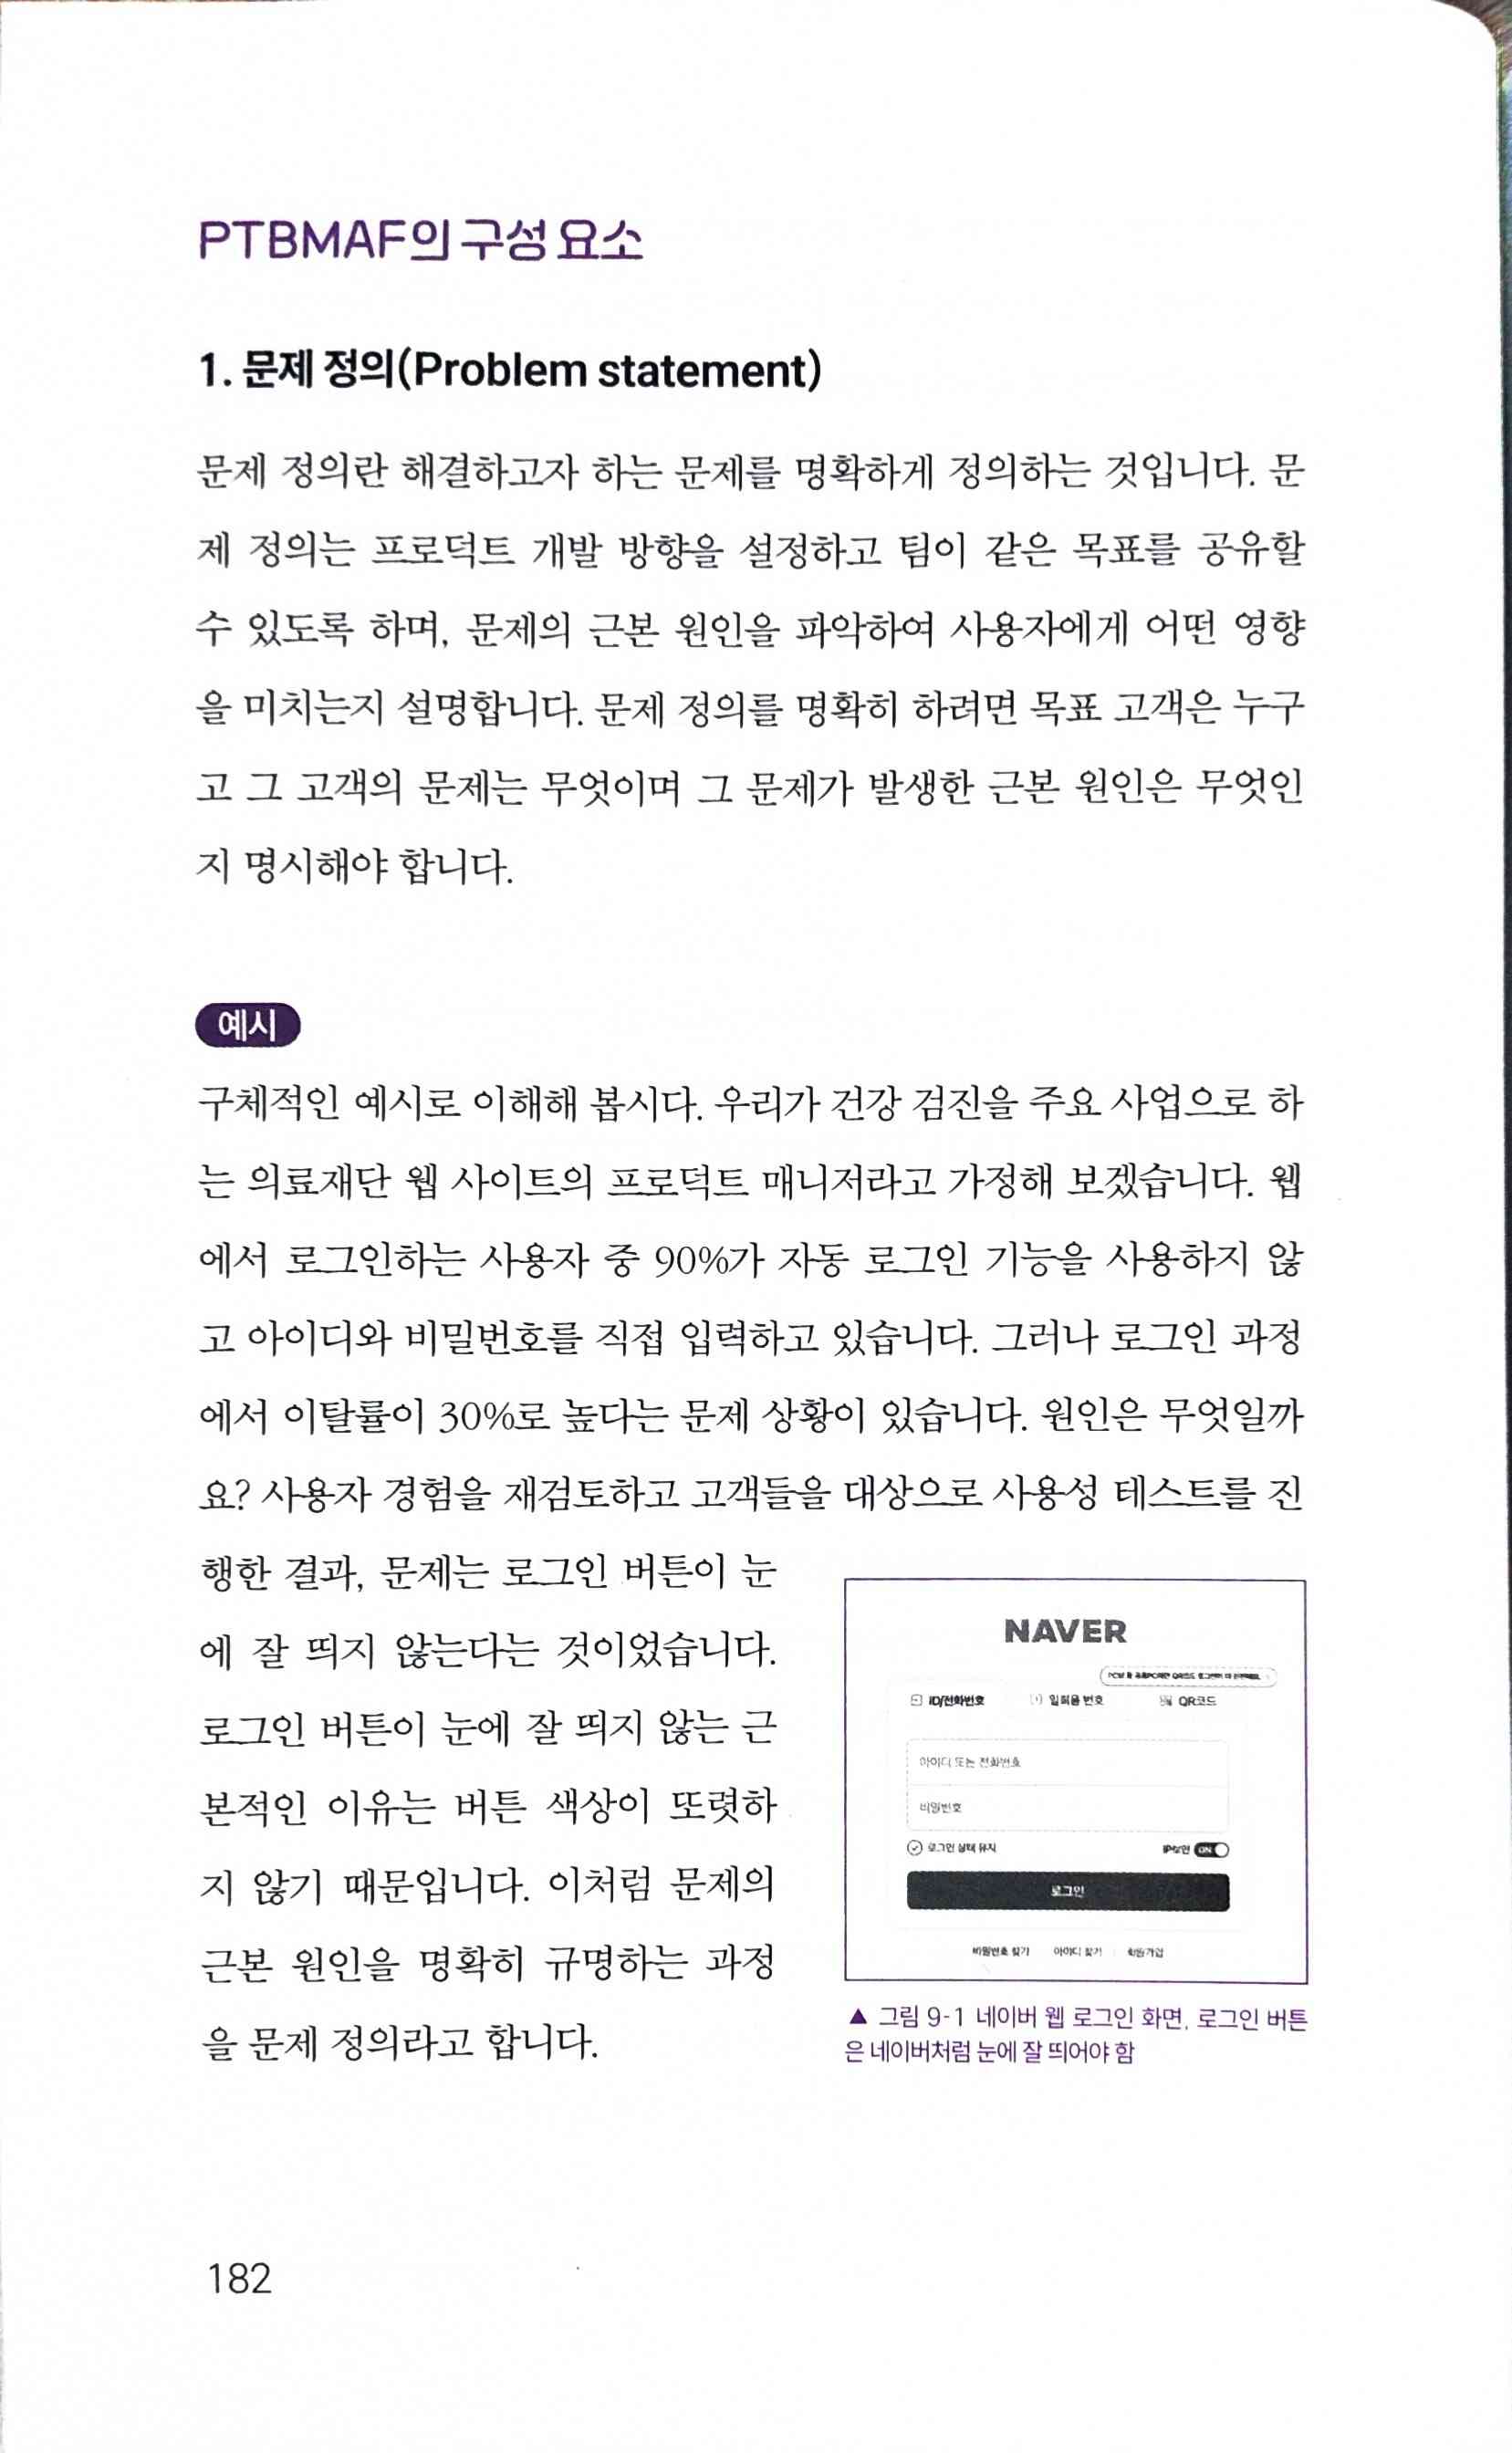 PTBMAF의 구성 요소
1. 문제 정의(Problem statement)
문제 정의란 해결하고자 하는 문제를 명확하게 정의하는 것입니다. 문
제 정의는 프로덕트 개발 방향을 설정하고 팀이 같은 목표를 공유할
수 있도록 하며, 문제의 근본 원인을 파악하여 사용자에게 어떤 영향
을 미치는지 설명합니다. 문제 정의를 명확히 하려면 목표 고객은 누구
고 그 고객의 문제는 무엇이며 그 문제가 발생한 근본 원인은 무엇인
지 명시해야 합니다.
예시
구체적인 예시로 이해해 봅시다. 우리가 건강 검진을 주요 사업으로 하
는 의료재단 웹 사이트의 프로덕트 매니저라고 가정해 보겠습니다. 웹
에서 로그인하는 사용자 중 90%가 자동 로그인 기능을 사용하지 않
고 아이디와 비밀번호를 직접 입력하고 있습니다. 그러나 로그인 과정
에서 이탈률이 30%로 높다는 문제 상황이 있습니다. 원인은 무엇일까
요? 사용자 경험을 재검토하고 고객들을 대상으로 사용성 테스트를 진
행한 결과, 문제는 로그인 버튼이 눈
에 잘 띄지 않는다는 것이었습니다.
로그인 버튼이 눈에 잘 띄지 않는 근
본적인 이유는 버튼 색상이 또렷하
지 않기 때문입니다. 이처럼 문제의
근본 원인을 명확히 규명하는 과정
을 문제 정의라고 합니다.
NAVER
ID/전화번호 일회용 번호 QR코드
아이디 또는 전화번호
비밀번호
로그인 상태 유지 IP보안 ON
로그인
비밀번호 찾기 아이디 찾기 회원가입
▲ 그림 9-1 네이버 웹 로그인 화면. 로그인 버튼
은 네이버처럼 눈에 잘 띄어야 함
182